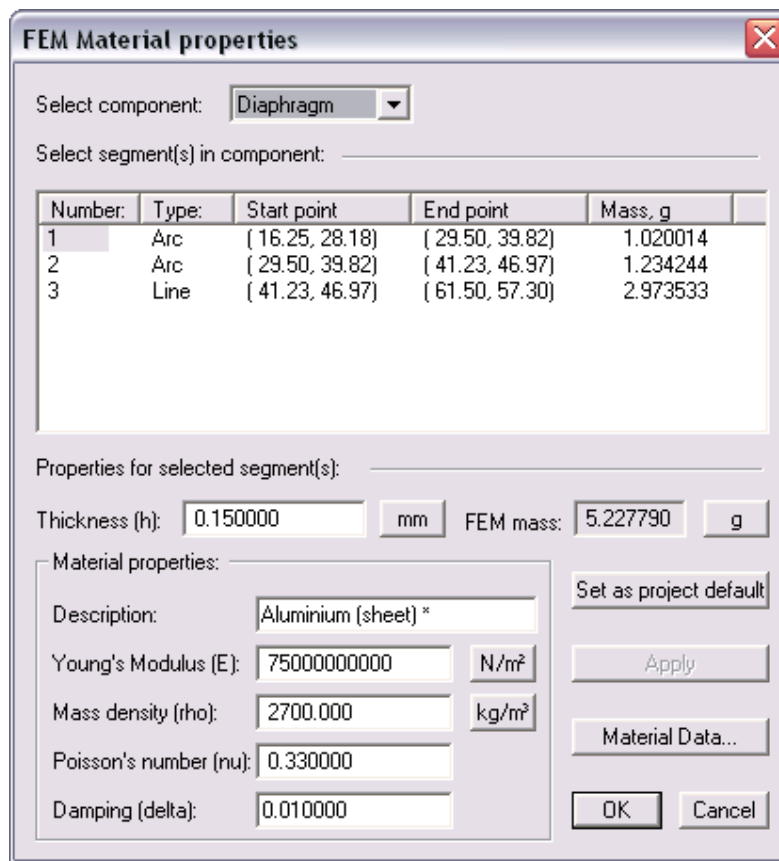 FEM Material properties
Select component: Diaphragm
Select segment(s) in component:
Number: Type: Start point End point Mass, g
1 Arc ( 16.25, 28.18) ( 29.50, 39.82) 1.020014
2 Arc ( 29.50, 39.82) ( 41.23, 46.97) 1.234244
3 Line ( 41.23, 46.97) ( 61.50, 57.30) 2.973533
Properties for selected segment(s):
Thickness (h): 0.150000 mm FEM mass: 5.227790 g
Material properties:
Set as project default
Description: Aluminium (sheet) *
Young's Modulus (E): 75000000000 N/m² Apply
Mass density (rho): 2700.000 kg/m³
Material Data...
Poisson's number (nu): 0.330000
Damping (delta): 0.010000 OK Cancel